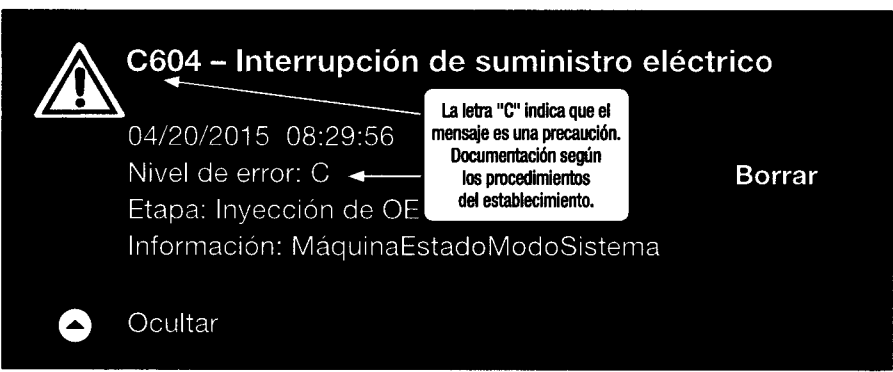 C604 – Interrupción de suministro eléctrico
La letra "C" indica que el
mensaje es una precaución.
Documentación según
los procedimientos
del establecimiento.
04/20/2015 08:29:56
Nivel de error: C
Borrar
Etapa: Inyección de OE
Información: MáquinaEstadoModoSistema
Ocultar